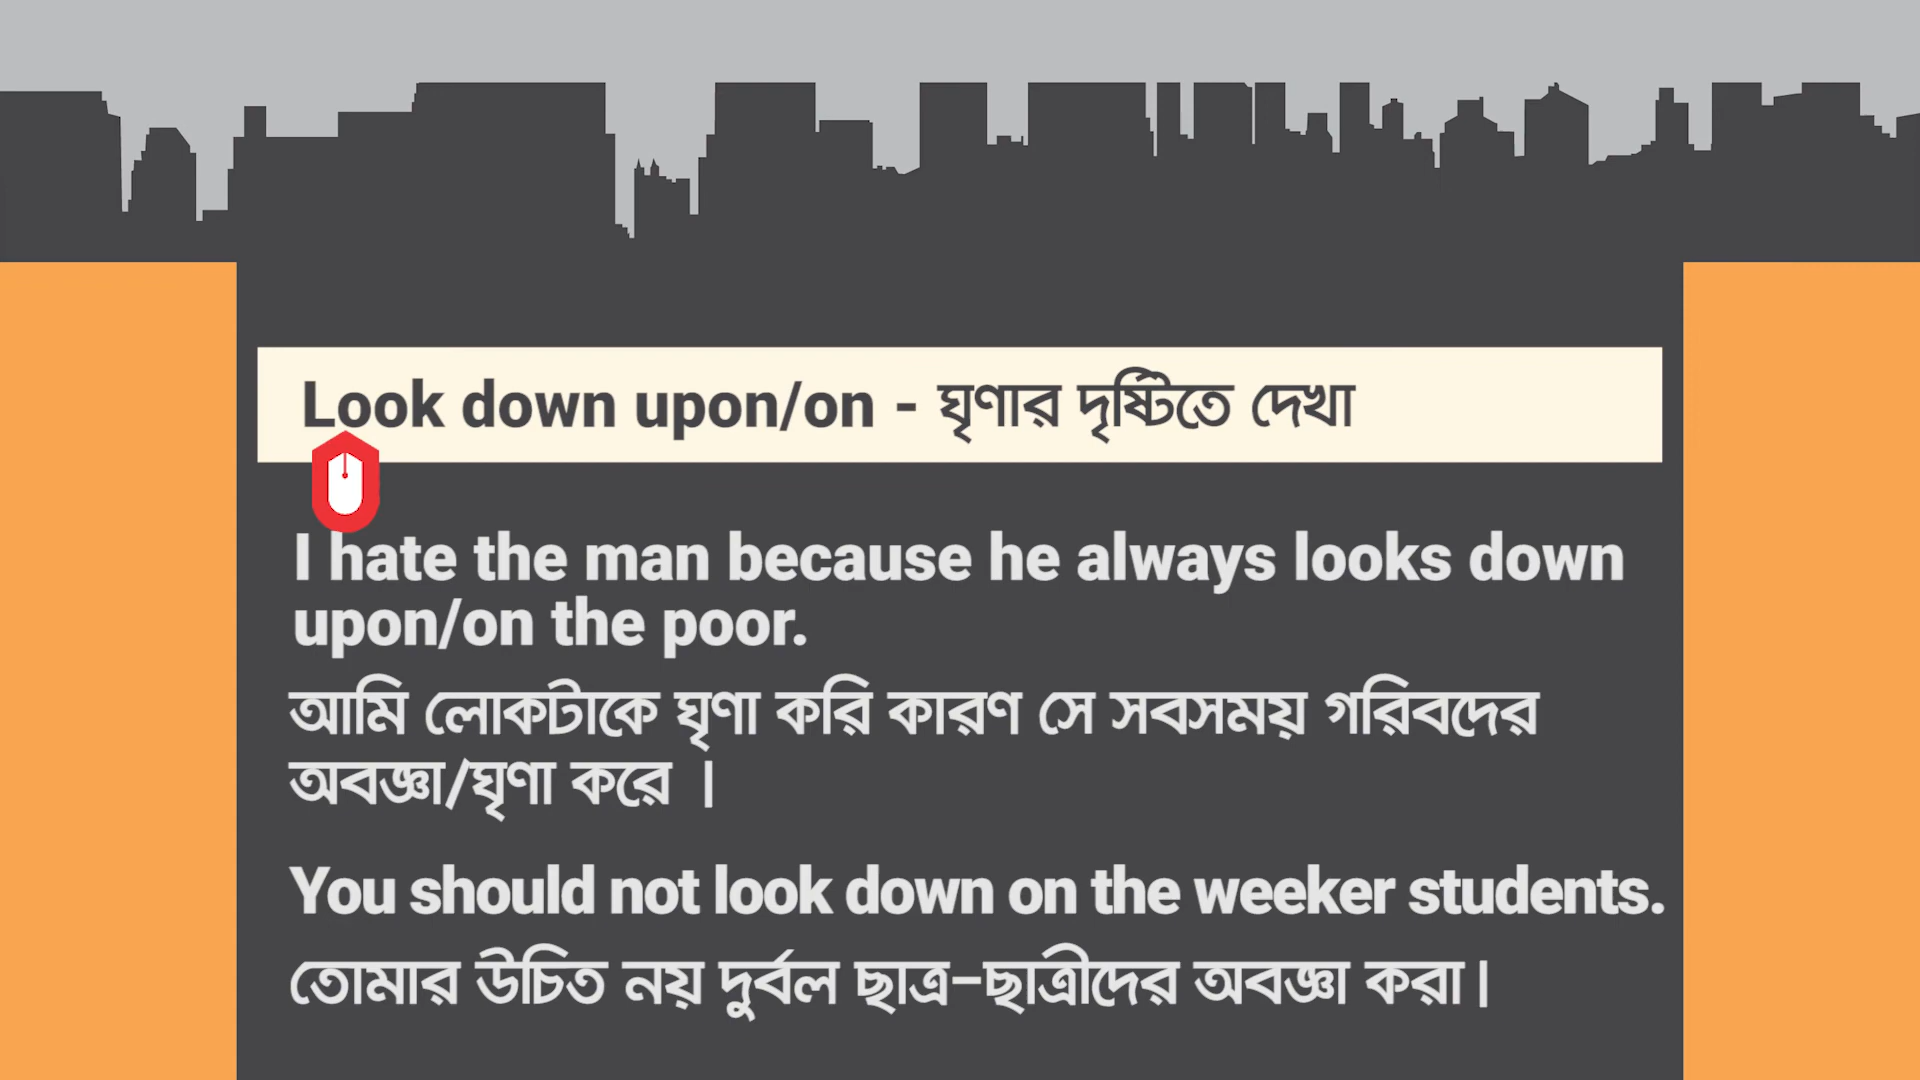 Look down upon/on - ঘৃণার দৃষ্টিতে দেখা
I hate the man because he always looks down
upon/on the poor.
আমি লোকটাকে ঘৃণা করি কারণ সে সবসময় গরিবদের
অবজ্ঞা/ঘৃণা করে ।
You should not look down on the weeker students.
তোমার উচিত নয় দুর্বল ছাত্র-ছাত্রীদের অবজ্ঞা করা।